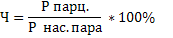 Ч = Р парц. / Р нас.пара * 100%